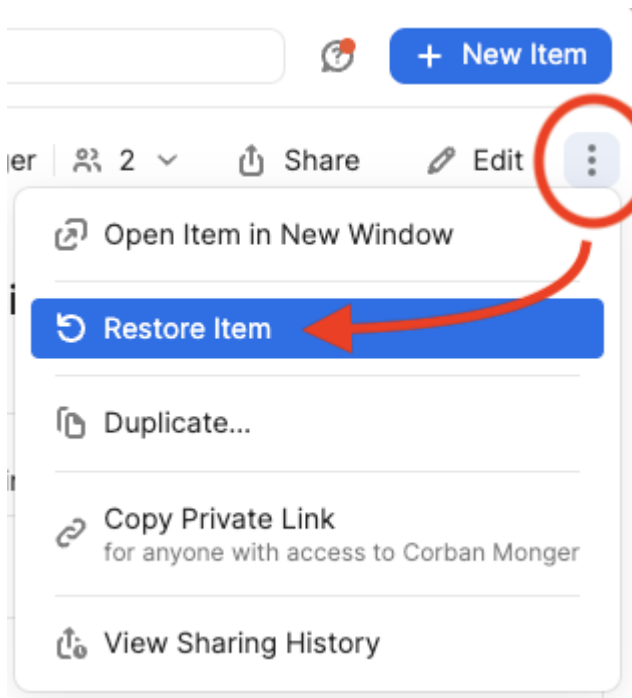 + New Item
er 2 Share Edit
Open Item in New Window
Restore Item
Duplicate...
Copy Private Link
for anyone with access to Corban Monger
View Sharing History